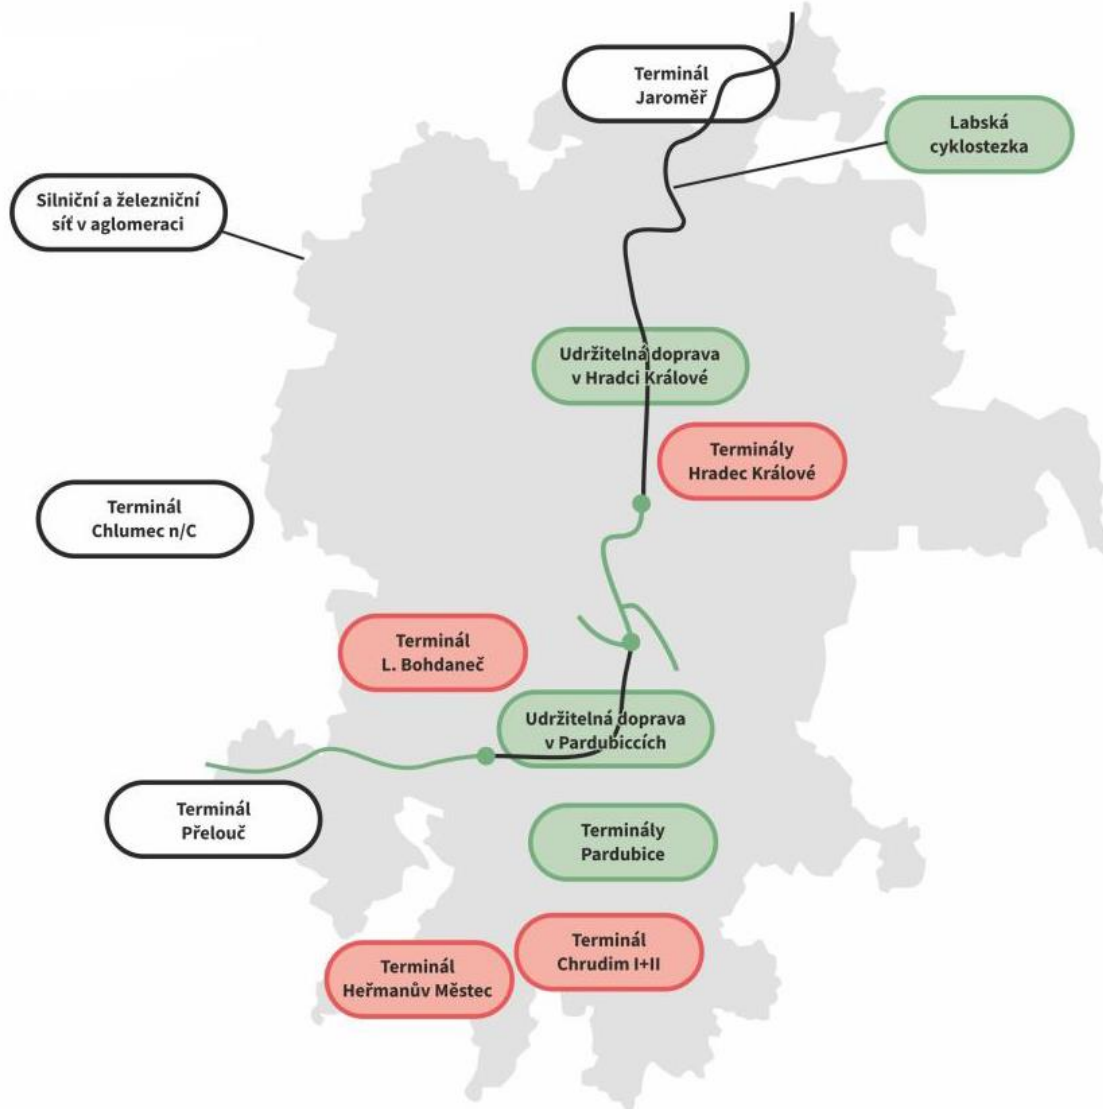 Terminál
Jaroměř
Labská
cyklostezka
Silniční a železniční
síť v aglomeraci
Udržitelná doprava
v Hradci Králové
Terminály
Hradec Králové
Terminál
Chlumec n/C
Terminál
L. Bohdaneč
Udržitelná doprava
v Pardubiccích
Terminál
Přelouč
Terminály
Pardubice
Terminál
Chrudim I+II
Terminál
Heřmanův Městec